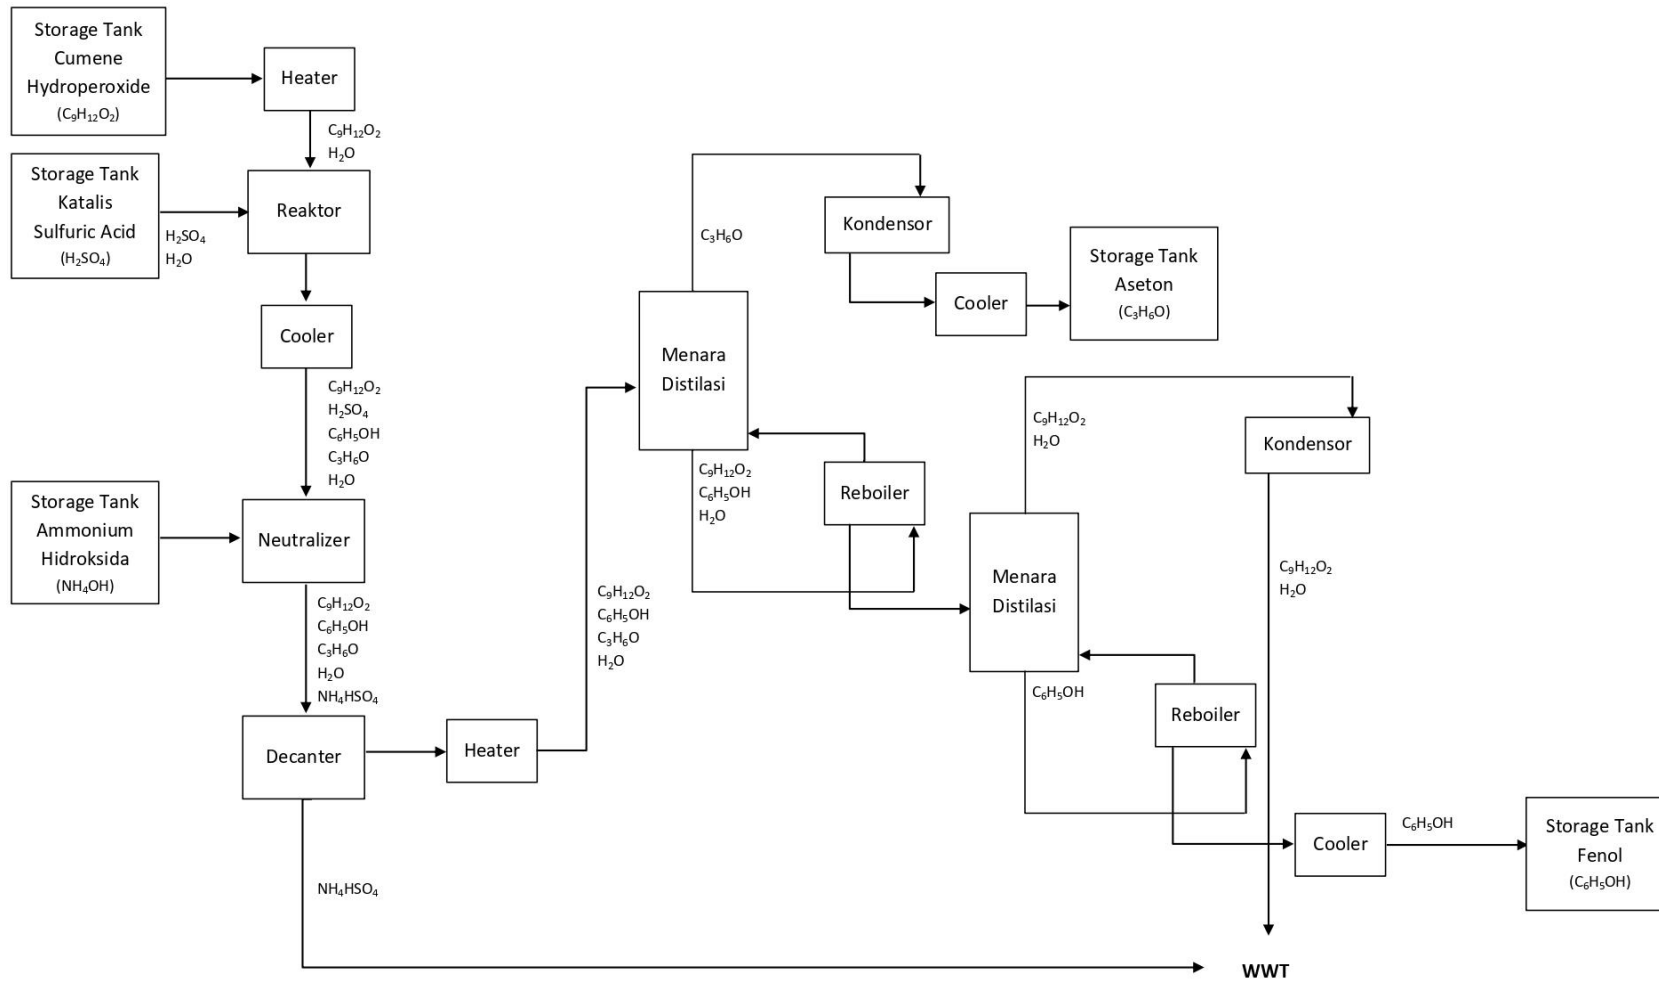 Storage Tank
Cumene
Hydroperoxide
(C₉H₁₂O₂)
Heater
C₉H₁₂O₂
H₂O
Storage Tank
Katalis
Sulfuric Acid
(H₂SO₄)
H₂SO₄
H₂O
Reaktor
Cooler
C₉H₁₂O₂
H₂SO₄
C₆H₅OH
C₃H₆O
H₂O
Storage Tank
Ammonium
Hidroksida
(NH₄OH)
Neutralizer
C₉H₁₂O₂
C₆H₅OH
C₃H₆O
H₂O
NH₄HSO₄
Decanter
NH₄HSO₄
Heater
C₉H₁₂O₂
C₆H₅OH
C₃H₆O
H₂O
Menara
Distilasi
C₃H₆O
Kondensor
Cooler
Storage Tank
Aseton
(C₃H₆O)
C₉H₁₂O₂
C₆H₅OH
H₂O
Reboiler
Menara
Distilasi
C₉H₁₂O₂
H₂O
Kondensor
C₉H₁₂O₂
H₂O
C₆H₅OH
Reboiler
Cooler
C₆H₅OH
Storage Tank
Fenol
(C₆H₅OH)
WWT